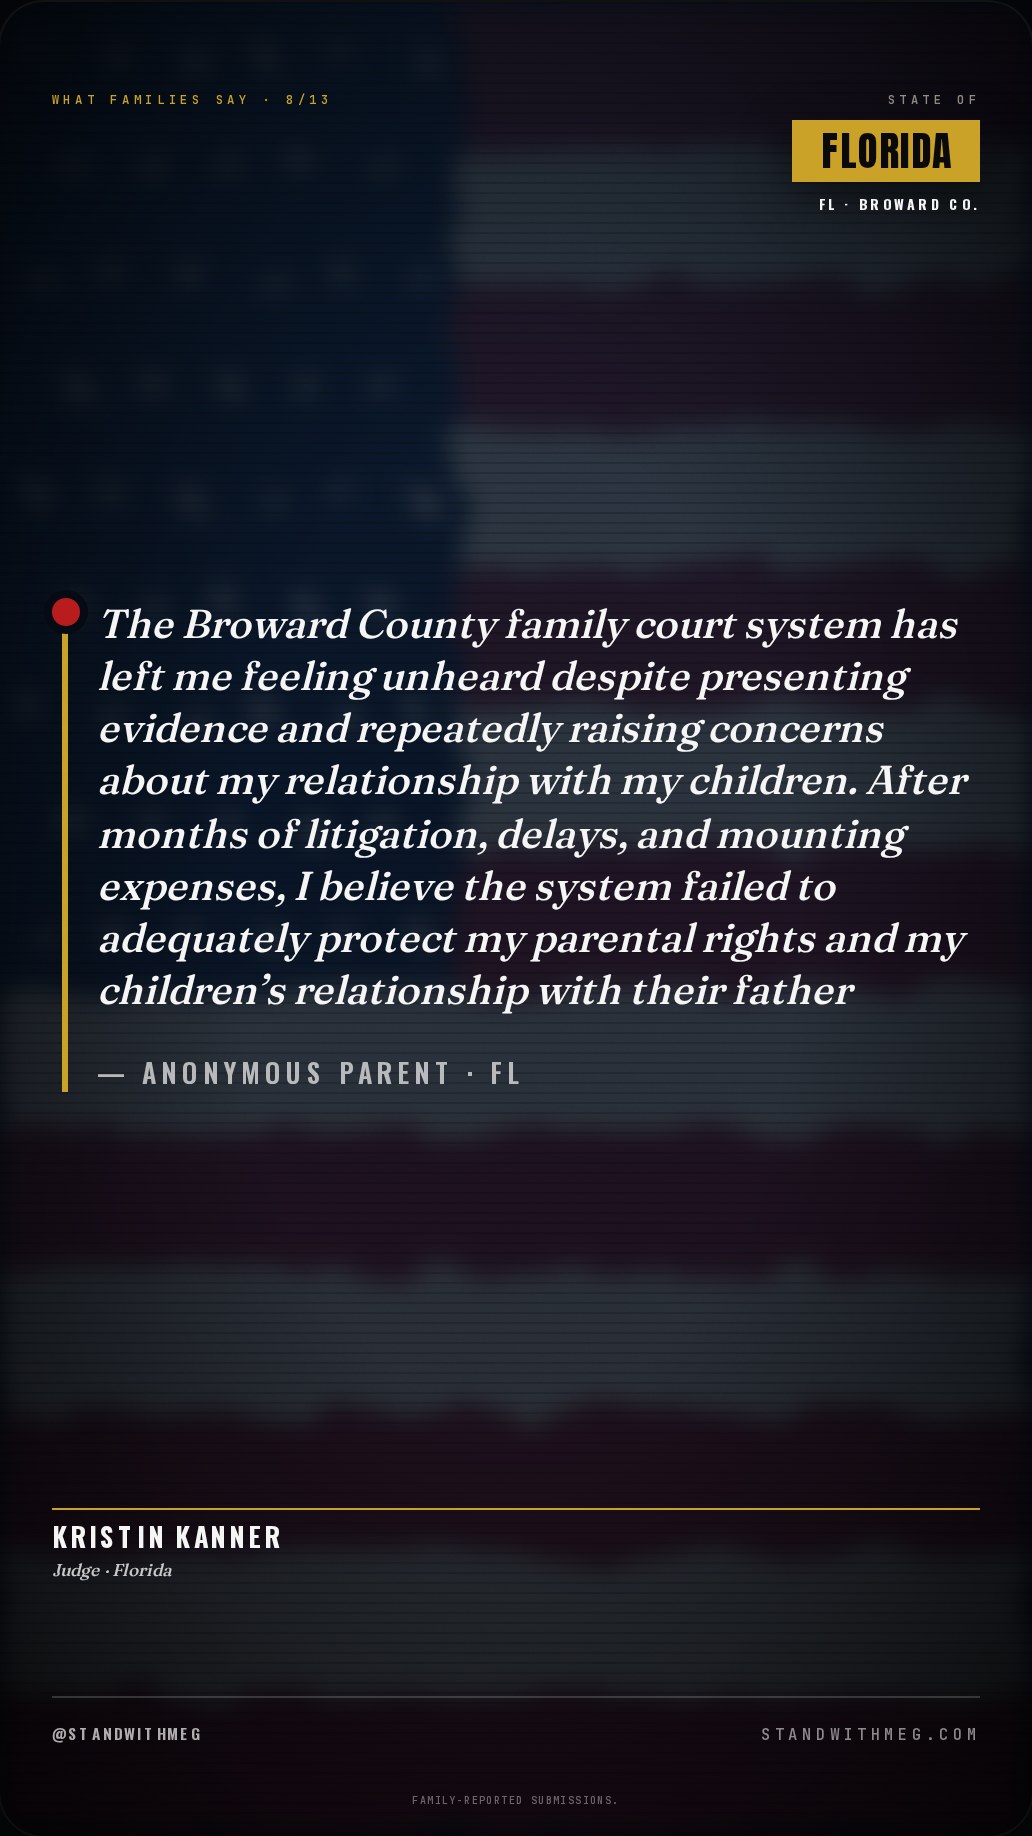 WHAT FAMILIES SAY · 8/13
STATE OF
FLORIDA
FL · BROWARD CO.
The Broward County family court system has
left me feeling unheard despite presenting
evidence and repeatedly raising concerns
about my relationship with my children. After
months of litigation, delays, and mounting
expenses, I believe the system failed to
adequately protect my parental rights and my
children’s relationship with their father
— ANONYMOUS PARENT · FL
KRISTIN KANNER
Judge · Florida
@STANDWITHMEG
STANDWITHMEG.COM
FAMILY-REPORTED SUBMISSIONS.